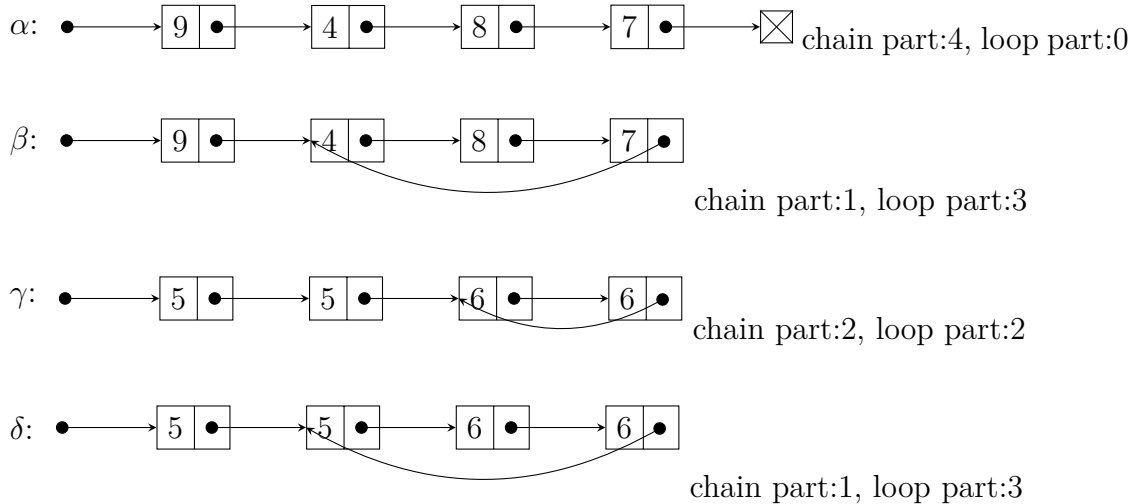 α: 9 4 8 7 chain part:4, loop part:0
β: 9 4 8 7
chain part:1, loop part:3
γ: 5 5 6 6
chain part:2, loop part:2
δ: 5 5 6 6
chain part:1, loop part:3